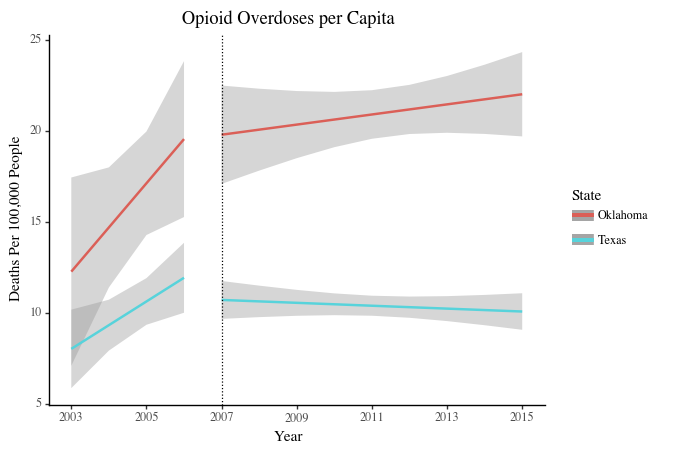 Opioid Overdoses per Capita
Deaths Per 100,000 People
25
20
15
10
5
2003 2005 2007 2009 2011 2013 2015
Year
State
Oklahoma
Texas